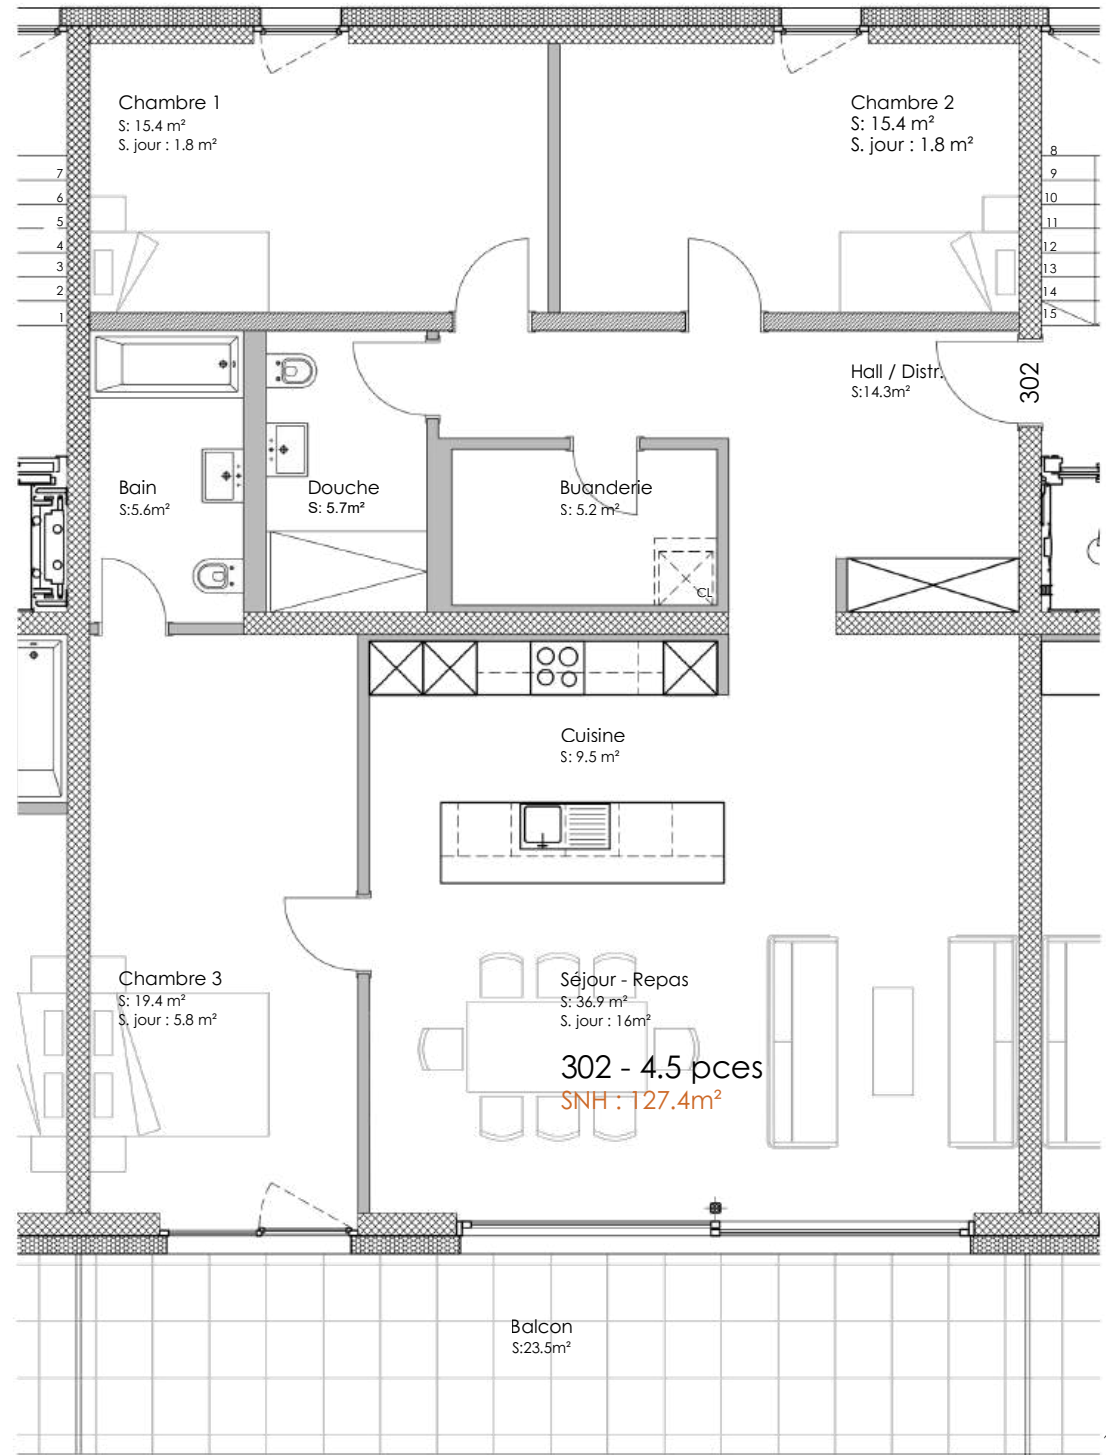 Chambre 1
S: 15.4 m²
S. jour : 1.8 m²
Chambre 2
S: 15.4 m²
S. jour : 1.8 m²
7
6
5
4
3
2
1
8
9
10
11
12
13
14
15
Hall / Distr.
S:14.3m²
302
Bain
S:5.6m²
Douche
S: 5.7m²
Buanderie
S: 5.2 m²
CL
Cuisine
S: 9.5 m²
Chambre 3
S: 19.4 m²
S. jour : 5.8 m²
Séjour - Repas
S: 36.9 m²
S. jour : 16m²
302 - 4.5 pces
SNH : 127.4m²
Balcon
S:23.5m²